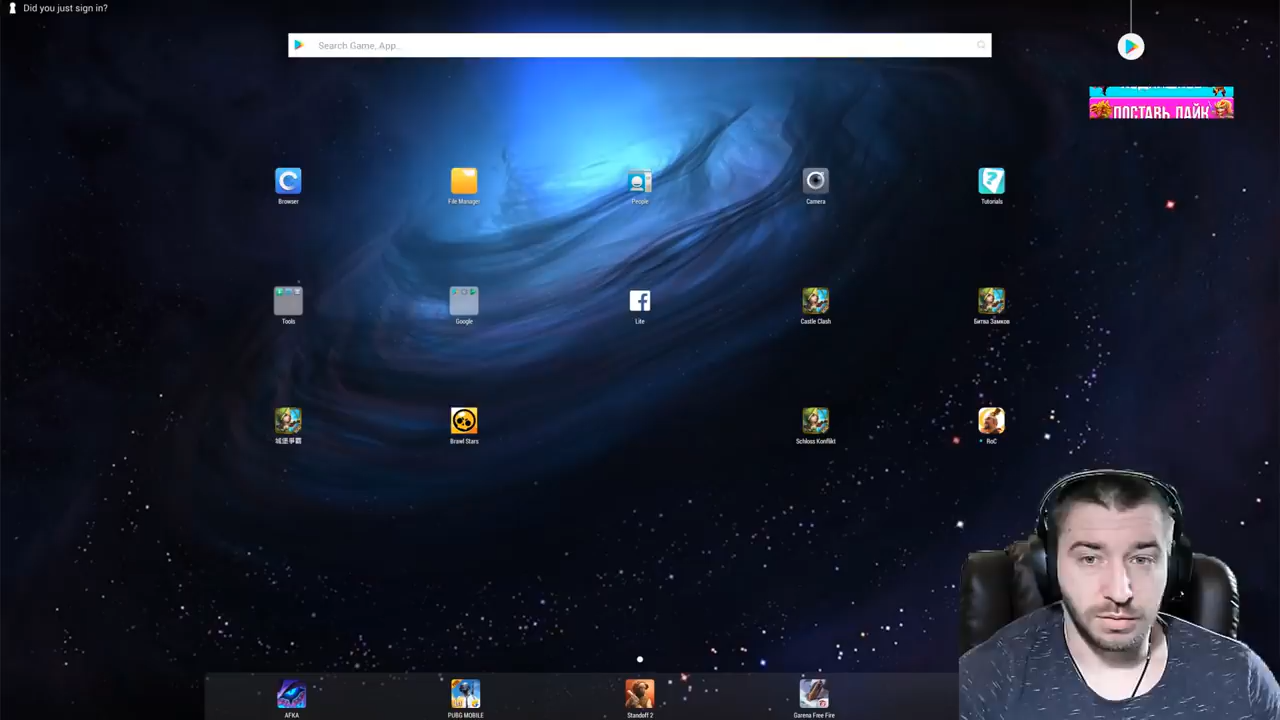 Did you just sign in?
Search Game, App...
ПОСТАВЬ ЛАЙК
Browser
File Manager
People
Camera
Tutorials
Tools
Google
Lite
Castle Clash
Битва Замков
城堡爭霸
Brawl Stars
Schloss Konflikt
RoC
AFKA
PUBG MOBILE
Standoff 2
Garena Free Fire